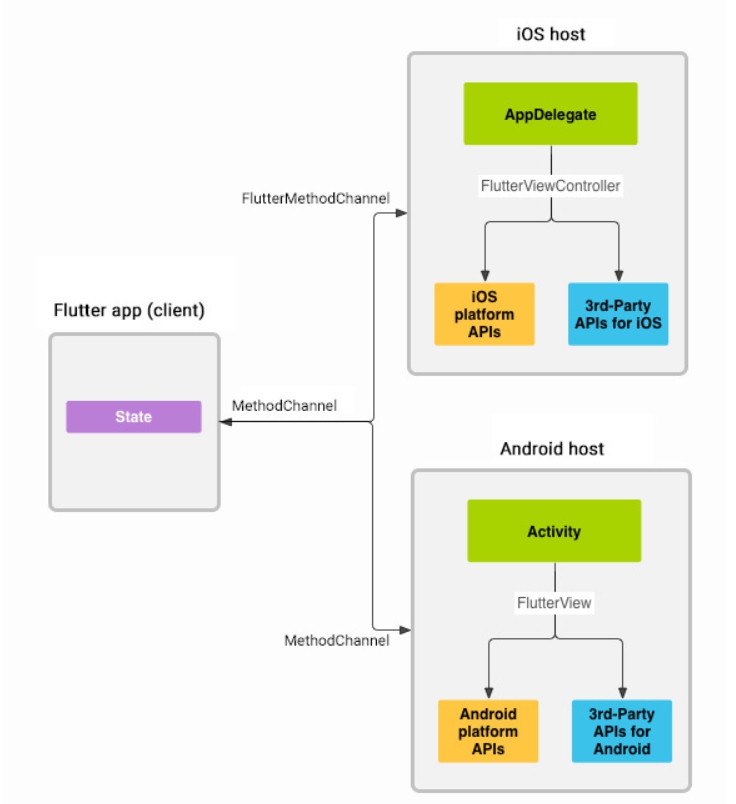 iOS host
AppDelegate
FlutterViewController
FlutterMethodChannel
iOS
platform
APIs
3rd-Party
APIs for iOS
Flutter app (client)
State
MethodChannel
Android host
Activity
FlutterView
MethodChannel
Android
platform
APIs
3rd-Party
APIs for
Android